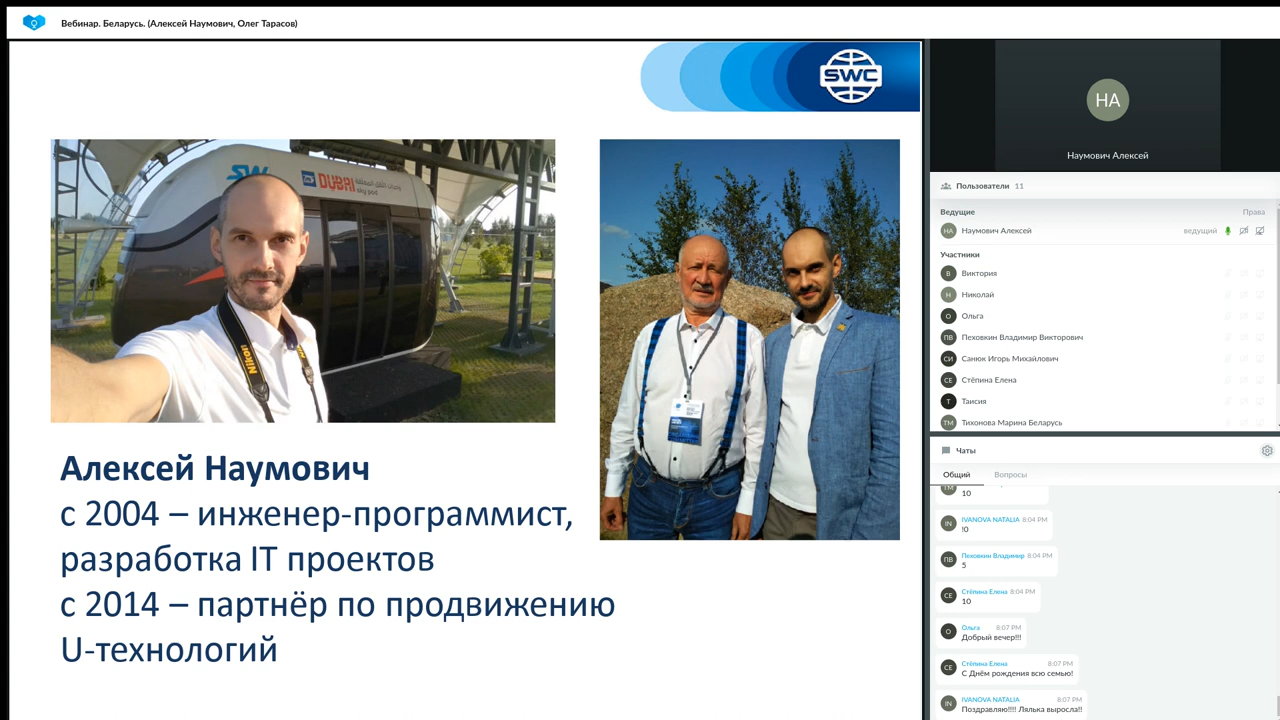 Вебинар. Беларусь. (Алексей Наумович, Олег Тарасов)
SWC
DUBAI
sky pod
Nikon
Алексей Наумович
с 2004 – инженер-программист,
разработка IT проектов
с 2014 – партнёр по продвижению
U-технологий
НА
Наумович Алексей
Пользователи 11
Ведущие Права
НА Наумович Алексей ведущий
Участники
В Виктория
Н Николай
О Ольга
ПВ Пеховкин Владимир Викторович
СИ Санюк Игорь Михайлович
СЕ Стёпина Елена
Т Таисия
ТМ Тихонова Марина Беларусь
Чаты
Общий Вопросы
ТМ
10
IN IVANOVA NATALIA 8:04 PM
!0
ПВ Пеховкин Владимир 8:04 PM
5
СЕ Стёпина Елена 8:04 PM
10
О Ольга 8:07 PM
Добрый вечер!!!
СЕ Стёпина Елена 8:07 PM
С Днём рождения всю семью!
IN IVANOVA NATALIA 8:07 PM
Поздравляю!!!! Лялька выросла!!